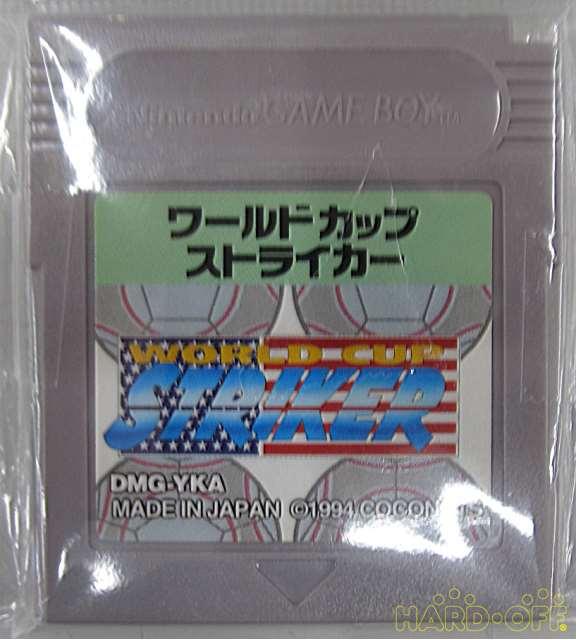 Nintendo GAME BOY TM
ワールドカップ
ストライカー
WORLD CUP
STRIKER
DMG-YKA
MADE IN JAPAN ©1994 COCONUTS
HARD-OFF